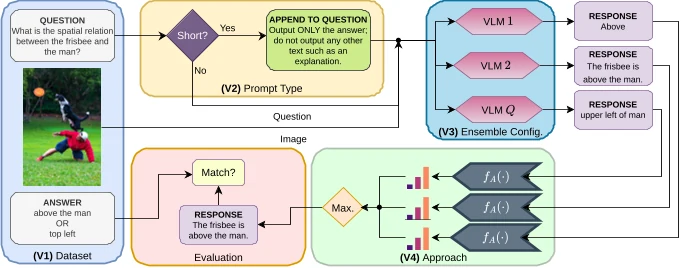 QUESTION
What is the spatial relation
between the frisbee and
the man?
ANSWER
above the man
OR
top left
(V1) Dataset
Short?
Yes
No
APPEND TO QUESTION
Output ONLY the answer;
do not output any other
text such as an
explanation.
(V2) Prompt Type
Question
Image
VLM 1
VLM 2
VLM Q
(V3) Ensemble Config.
RESPONSE
Above
RESPONSE
The frisbee is
above the man.
RESPONSE
upper left of man
Match?
RESPONSE
The frisbee is
above the man.
Evaluation
Max.
f_A(·)
f_A(·)
f_A(·)
(V4) Approach